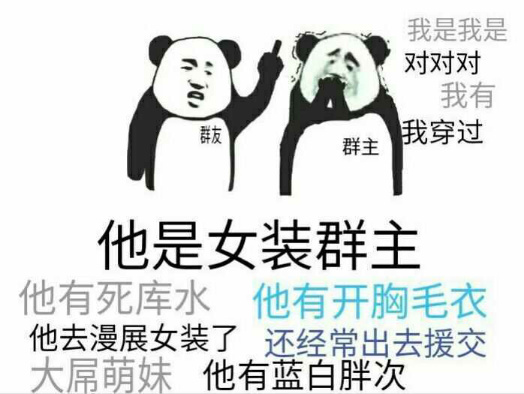 我是我是
对对对
我有
我穿过
群友
群主
他是女装群主
他有死库水
他有开胸毛衣
他去漫展女装了
还经常出去援交
大屌萌妹
他有蓝白胖次